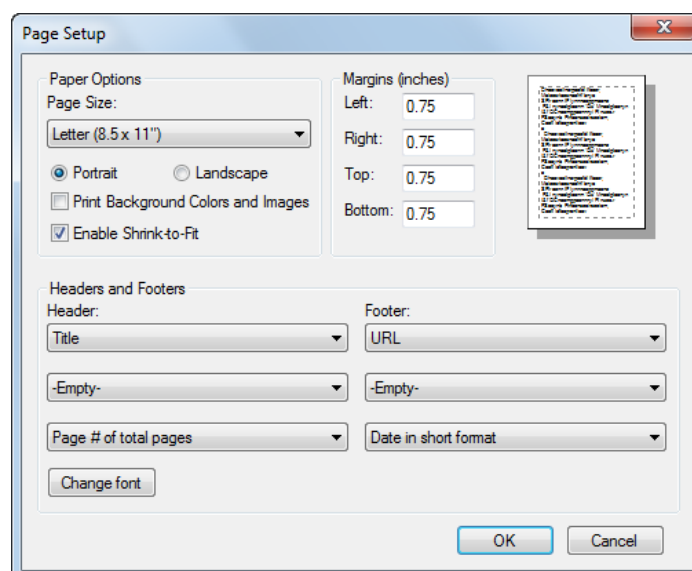 Page Setup
Paper Options
Page Size:
Letter (8.5 x 11")
Portrait
Landscape
Print Background Colors and Images
Enable Shrink-to-Fit
Margins (inches)
Left: 0.75
Right: 0.75
Top: 0.75
Bottom: 0.75
Headers and Footers
Header:
Footer:
Title
URL
-Empty-
-Empty-
Page # of total pages
Date in short format
Change font
OK
Cancel